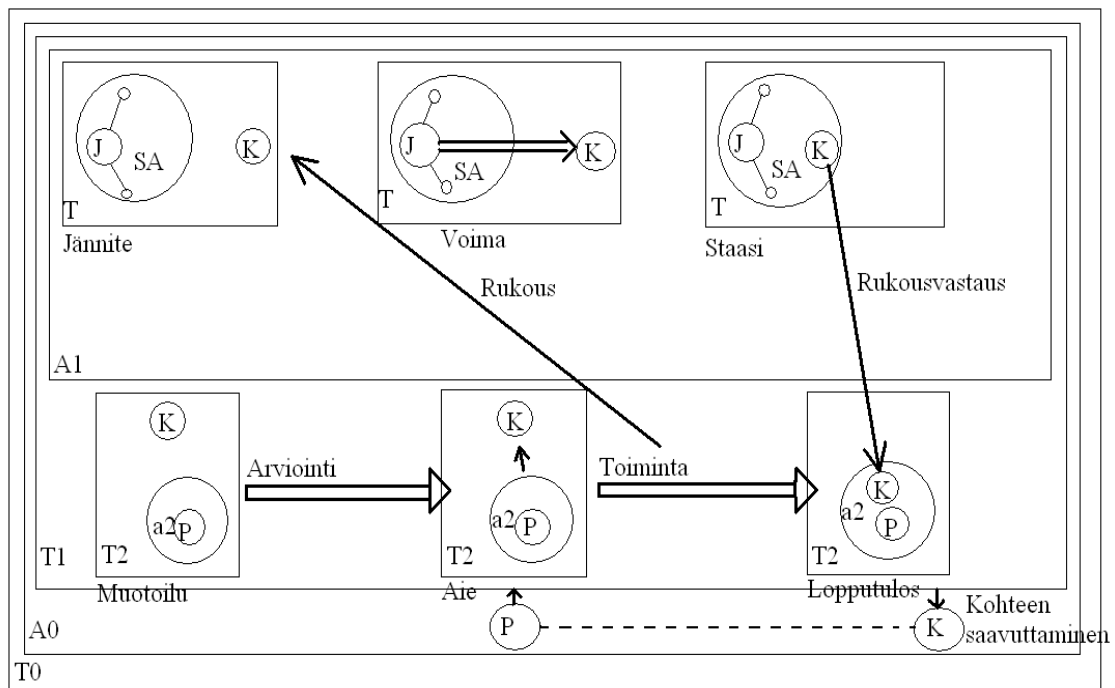 J
SA
K
T
Jännite
J
SA
K
T
Voima
J
SA
K
T
Staasi
Rukous
Rukousvastaus
A1
K
a2
P
T2
Muotoilu
Arviointi
K
a2
P
T2
Aie
Toiminta
K
a2
P
T2
Lopputulos
T1
P
K
Kohteen
saavuttaminen
A0
T0